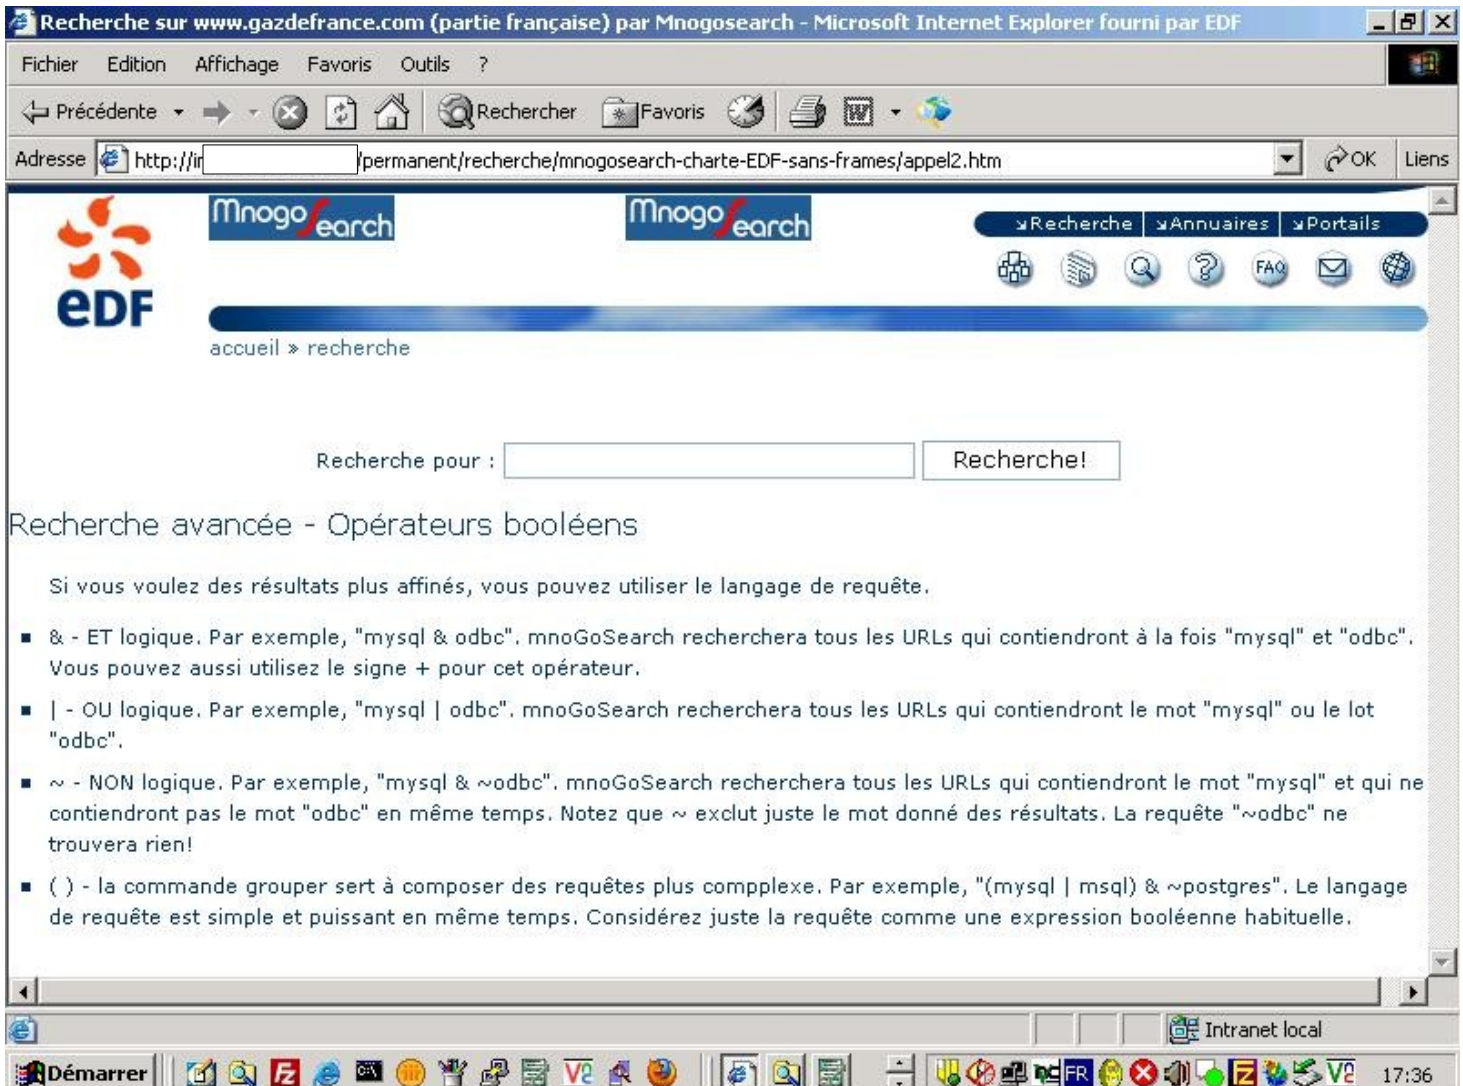 Recherche sur www.gazdefrance.com (partie française) par Mnogosearch - Microsoft Internet Explorer fourni par EDF
Fichier Edition Affichage Favoris Outils ?
Précédente Rechercher Favoris
Adresse http://ir /permanent/recherche/mnogosearch-charte-EDF-sans-frames/appel2.htm OK Liens
MnogoSearch MnogoSearch
Recherche Annuaires Portails
FAQ
eDF
accueil » recherche
Recherche pour : Recherche!
Recherche avancée - Opérateurs booléens
Si vous voulez des résultats plus affinés, vous pouvez utiliser le langage de requête.
& - ET logique. Par exemple, "mysql & odbc". mnoGoSearch recherchera tous les URLs qui contiendront à la fois "mysql" et "odbc".
Vous pouvez aussi utilisez le signe + pour cet opérateur.
| - OU logique. Par exemple, "mysql | odbc". mnoGoSearch recherchera tous les URLs qui contiendront le mot "mysql" ou le lot
"odbc".
~ - NON logique. Par exemple, "mysql & ~odbc". mnoGoSearch recherchera tous les URLs qui contiendront le mot "mysql" et qui ne
contiendront pas le mot "odbc" en même temps. Notez que ~ exclut juste le mot donné des résultats. La requête "~odbc" ne
trouvera rien!
( ) - la commande grouper sert à composer des requêtes plus compplexe. Par exemple, "(mysql | msql) & ~postgres". Le langage
de requête est simple et puissant en même temps. Considérez juste la requête comme une expression booléenne habituelle.
Intranet local
Démarrer FR 17:36